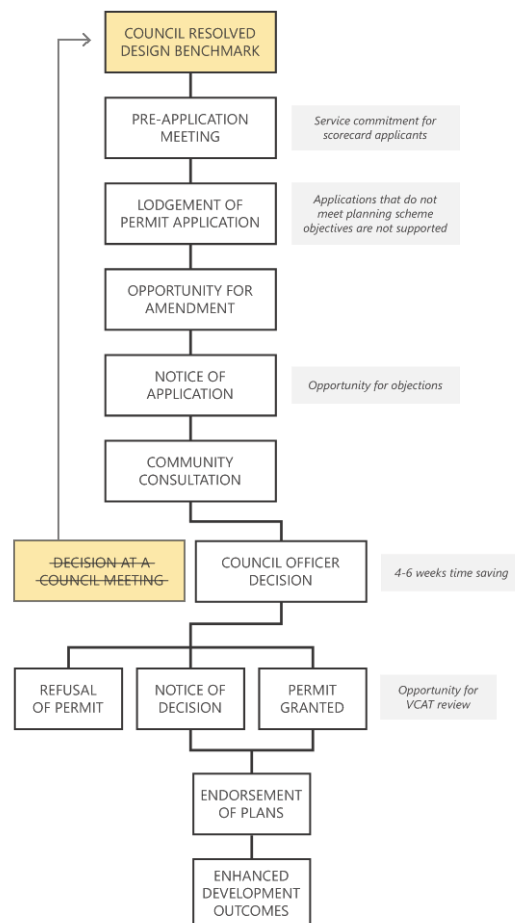 COUNCIL RESOLVED
DESIGN BENCHMARK
PRE-APPLICATION
MEETING
Service commitment for
scorecard applicants
LODGEMENT OF
PERMIT APPLICATION
Applications that do not
meet planning scheme
objectives are not supported
OPPORTUNITY FOR
AMENDMENT
NOTICE OF
APPLICATION
Opportunity for objections
COMMUNITY
CONSULTATION
DECISION AT A
COUNCIL MEETING
COUNCIL OFFICER
DECISION
4-6 weeks time saving
REFUSAL
OF PERMIT
NOTICE OF
DECISION
PERMIT
GRANTED
Opportunity for
VCAT review
ENDORSEMENT
OF PLANS
ENHANCED
DEVELOPMENT
OUTCOMES